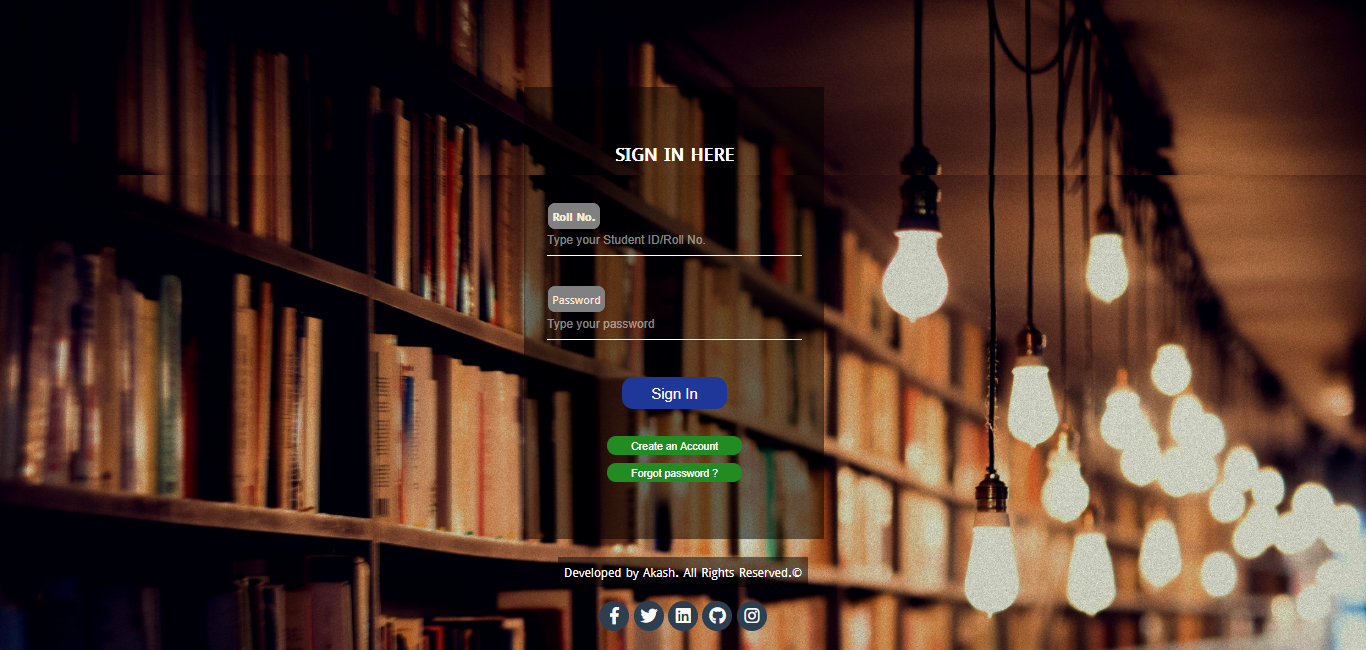 SIGN IN HERE
Roll No.
Type your Student ID/Roll No.
Password
Type your password
Sign In
Create an Account
Forgot password ?
Developed by Akash. All Rights Reserved.©